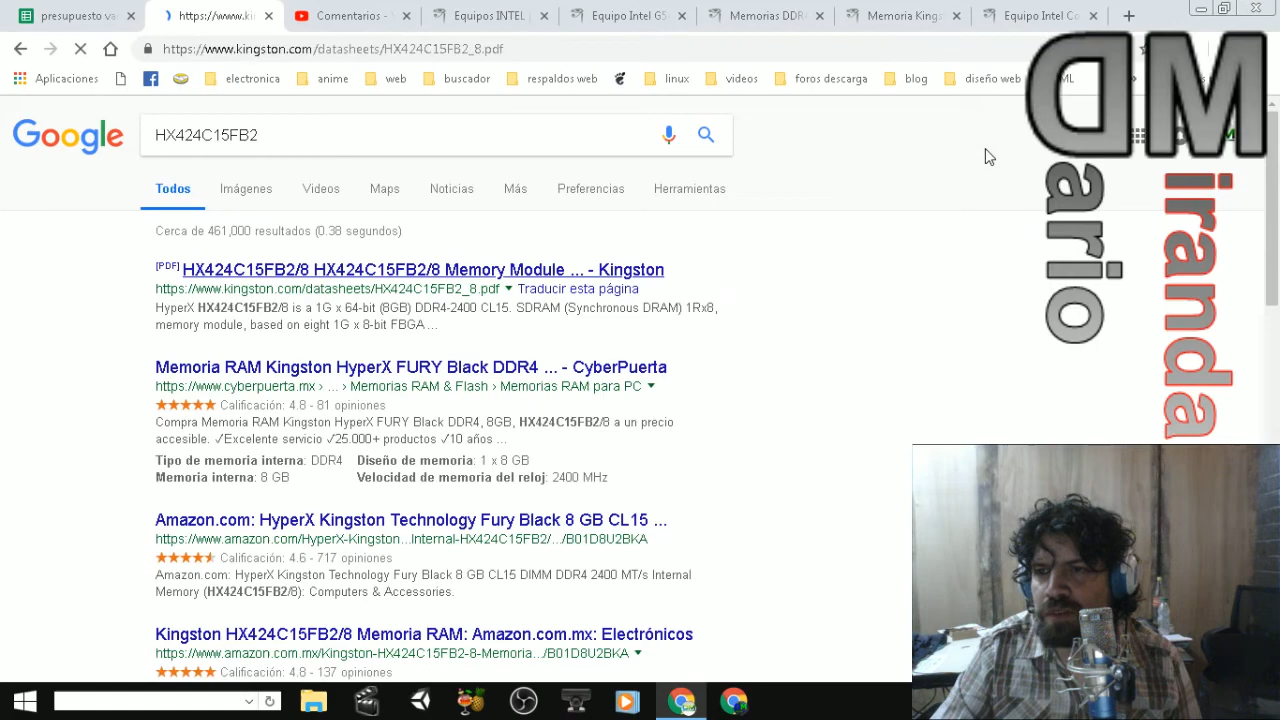 presupuesto va
https://www.ki
Comentarios -
Equipos INTEL
Equipo Intel G5
Memorias DDR
Memoria Kings
Equipo Intel Co
https://www.kingston.com/datasheets/HX424C15FB2_8.pdf
Aplicaciones
electronica
anime
web
buscador
respaldos web
linux
videos
foros descarga
blog
diseño web
ML
Google
HX424C15FB2
Todos
Imágenes
Videos
Maps
Noticias
Más
Preferencias
Herramientas
Cerca de 461,000 resultados (0.38 segundos)
[PDF] HX424C15FB2/8 HX424C15FB2/8 Memory Module ... - Kingston
https://www.kingston.com/datasheets/HX424C15FB2_8.pdf ▾ Traducir esta página
HyperX HX424C15FB2/8 is a 1G x 64-bit (8GB) DDR4-2400 CL15. SDRAM (Synchronous DRAM) 1Rx8,
memory module, based on eight 1G x 8-bit FBGA ...
Memoria RAM Kingston HyperX FURY Black DDR4 ... - CyberPuerta
https://www.cyberpuerta.mx › ... › Memorias RAM & Flash › Memorias RAM para PC ▾
★★★★★ Calificación: 4.8 - 81 opiniones
Compra Memoria RAM Kingston HyperX FURY Black DDR4, 8GB, HX424C15FB2/8 a un precio
accesible. ✓Excelente servicio ✓25.000+ productos ✓10 años ...
Tipo de memoria interna: DDR4 Diseño de memoria: 1 x 8 GB
Memoria interna: 8 GB Velocidad de memoria del reloj: 2400 MHz
Amazon.com: HyperX Kingston Technology Fury Black 8 GB CL15 ...
https://www.amazon.com/HyperX-Kingston...Internal-HX424C15FB2/.../B01D8U2BKA
Calificación: 4.6 - 717 opiniones
Amazon.com: HyperX Kingston Technology Fury Black 8 GB CL15 DIMM DDR4 2400 MT/s Internal
Memory (HX424C15FB2/8): Computers & Accessories.
Kingston HX424C15FB2/8 Memoria RAM: Amazon.com.mx: Electrónicos
https://www.amazon.com.mx/Kingston-HX424C15FB2-8-Memoria.../B01D8U2BKA ▾
Calificación: 4.8 - 137 opiniones
Dario
Miranda